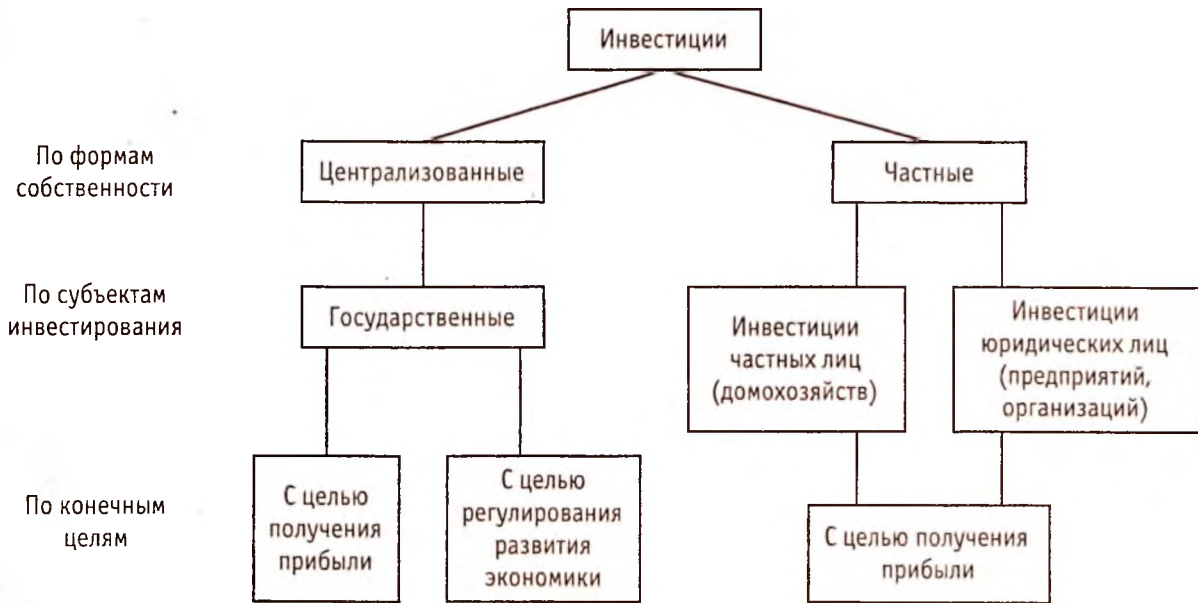 Инвестиции
По формам
собственности
Централизованные
Частные
По субъектам
инвестирования
Государственные
Инвестиции
частных лиц
(домохозяйств)
Инвестиции
юридических лиц
(предприятий,
организаций)
По конечным
целям
С целью
получения
прибыли
С целью
регулирования
развития
экономики
С целью получения
прибыли